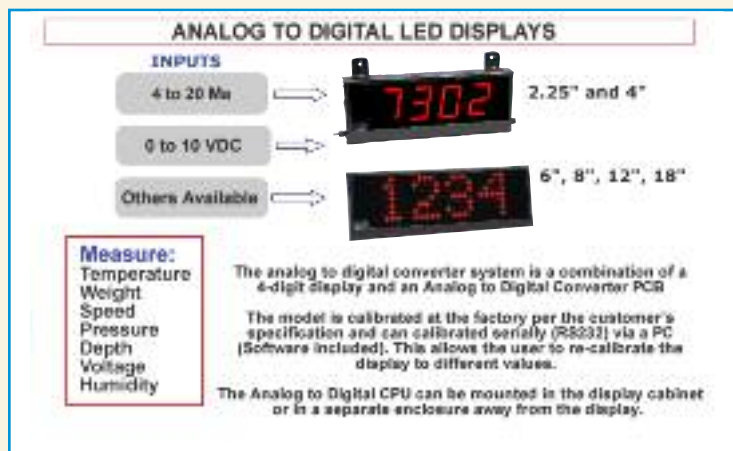 ANALOG TO DIGITAL LED DISPLAYS
INPUTS
4 to 20 Ma
7302
2.25" and 4"
0 to 10 VDC
6", 8", 12", 18"
Others Available
1234
Measure:
Temperature
Weight
Speed
Pressure
Depth
Voltage
Humidity
The analog to digital converter system is a combination of a
4-digit display and an Analog to Digital Converter PCB
The model is calibrated at the factory per the customer's
specification and can calibrated serially (RS232) via a PC
(Software included). This allows the user to re-calibrate the
display to different values.
The Analog to Digital CPU can be mounted in the display cabinet
or in a separate enclosure away from the display.